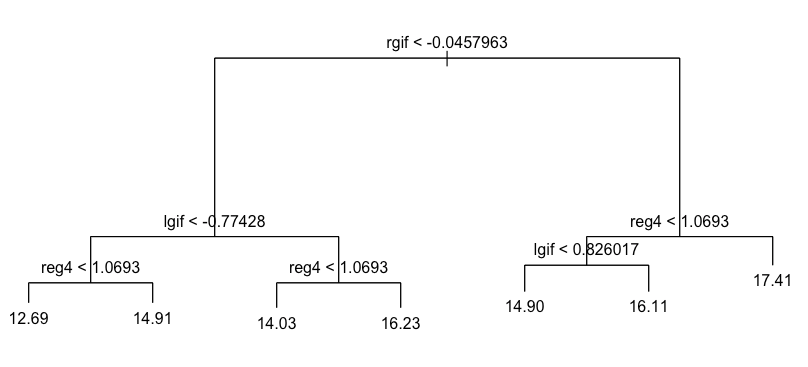 rgif < -0.0457963
lgif < -0.77428
reg4 < 1.0693
lgif < 0.826017
reg4 < 1.0693
reg4 < 1.0693
17.41
14.90
16.11
12.69
14.91
14.03
16.23